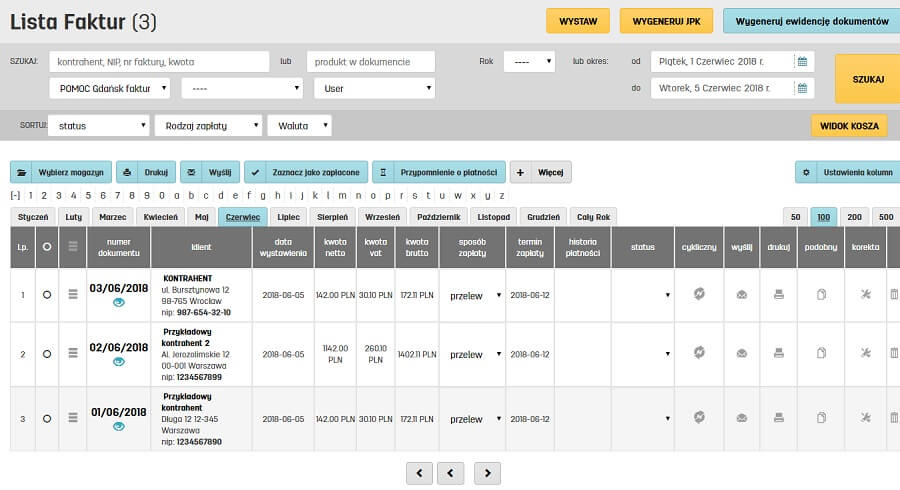 Lista Faktur (3)
WYSTAW
WYGENERUJ JPK
Wygeneruj ewidencję dokumentów
SZUKAJ: kontrahent, NIP, nr faktury, kwota lub produkt w dokumencie Rok ---- lub okres: od Piątek, 1 Czerwiec 2018 r.
SZUKAJ
POMOC Gdańsk faktur ---- User do Wtorek, 5 Czerwiec 2018 r.
SORTUJ: status Rodzaj zapłaty Waluta WIDOK KOSZA
Wybierz magazyn Drukuj Wyślij Zaznacz jako zapłacone Przypomnienie o płatności Więcej Ustawienia kolumn
[-] 1 2 3 4 5 6 7 8 9 0 a b c d e f g h i j k l m n o p r s t u w x y z
Styczeń Luty Marzec Kwiecień Maj Czerwiec Lipiec Sierpień Wrzesień Październik Listopad Grudzień Cały Rok 50 100 200 500
l.p. numer dokumentu klient data wystawienia kwota netto kwota vat kwota brutto sposób zapłaty termin zapłaty historia płatności status cykliczny wyślij drukuj podobny korekta
1 03/06/2018
KONTRAHENT
ul. Bursztynowa 12
98-765 Wrocław
nip: 987-654-32-10
2018-06-05 142.00 PLN 30.10 PLN 172.11 PLN przelew 2018-06-12
2 02/06/2018
Przykładowy
kontrahent 2
Al. Jerozolimskie 12
00-001 Warszawa
nip: 1234567899
2018-06-05 1142.00 PLN 260.10 PLN 1402.11 PLN przelew 2018-06-12
3 01/06/2018
Przykładowy
kontrahent
Długa 12 12-345
Warszawa
nip: 1234567890
2018-06-05 142.00 PLN 30.10 PLN 172.11 PLN przelew 2018-06-12